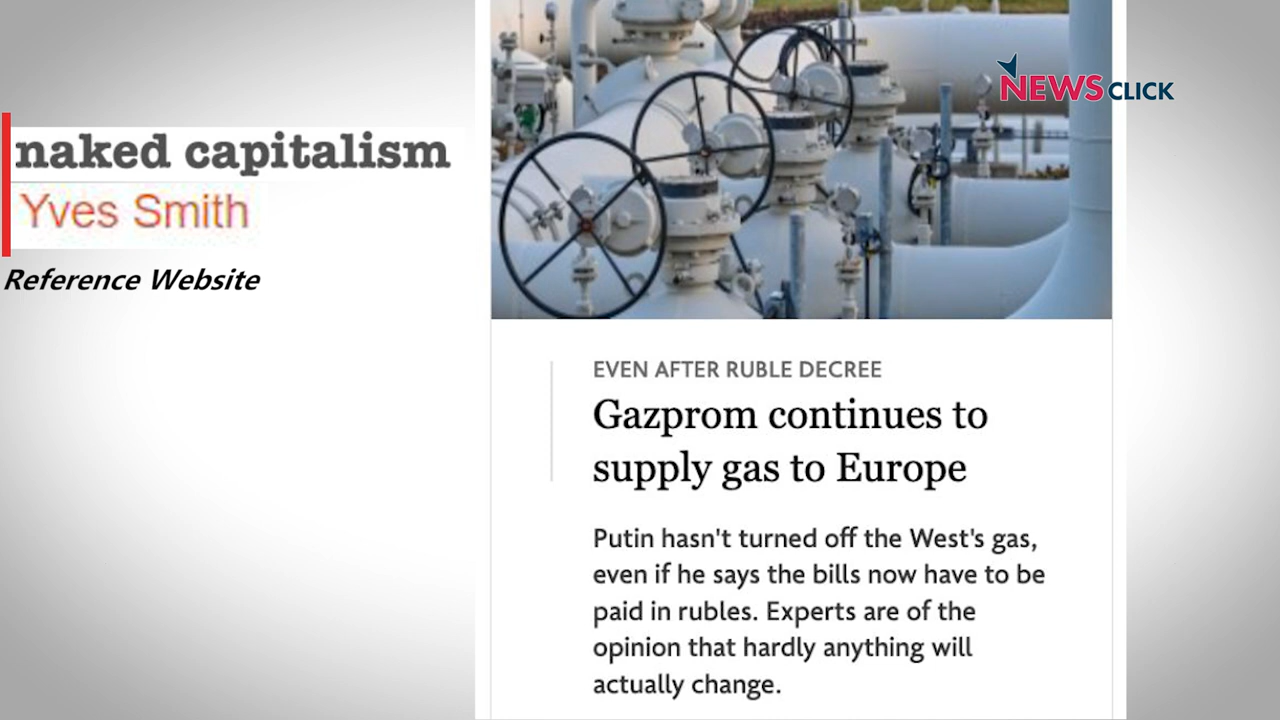 NEWSCLICK
naked capitalism
Yves Smith
Reference Website
EVEN AFTER RUBLE DECREE
Gazprom continues to
supply gas to Europe
Putin hasn't turned off the West's gas,
even if he says the bills now have to be
paid in rubles. Experts are of the
opinion that hardly anything will
actually change.